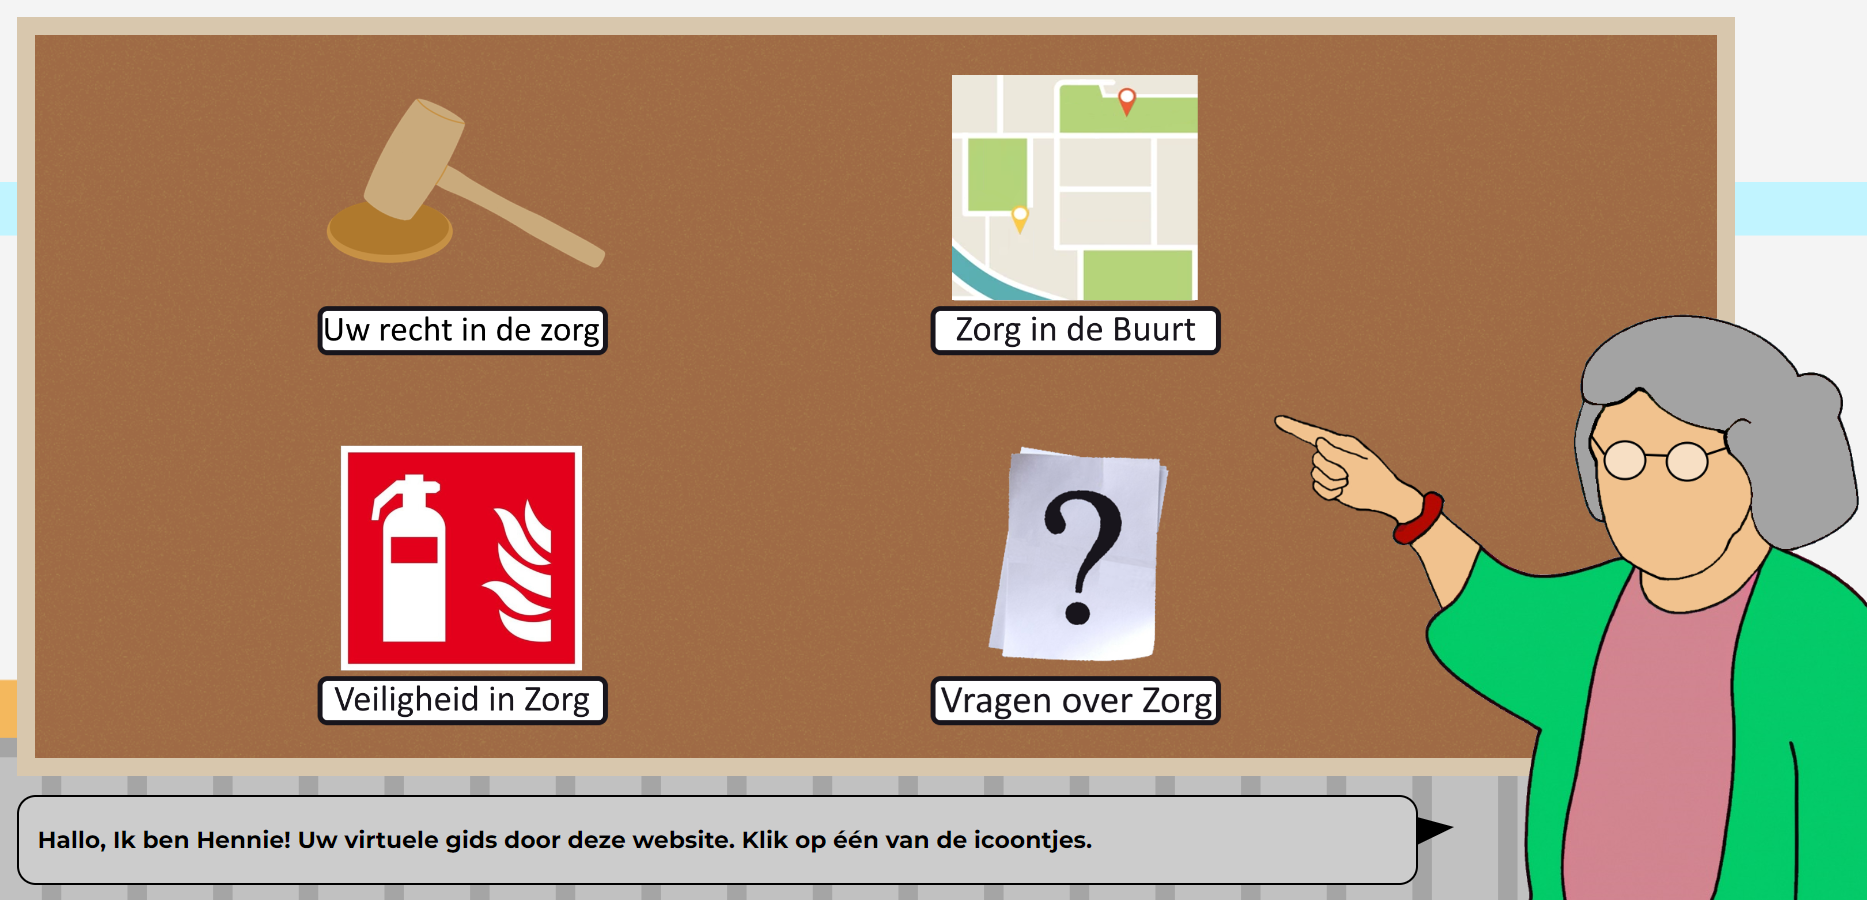 Uw recht in de zorg
Zorg in de Buurt
?
Veiligheid in Zorg
Vragen over Zorg
Hallo, Ik ben Hennie! Uw virtuele gids door deze website. Klik op één van de icoontjes.